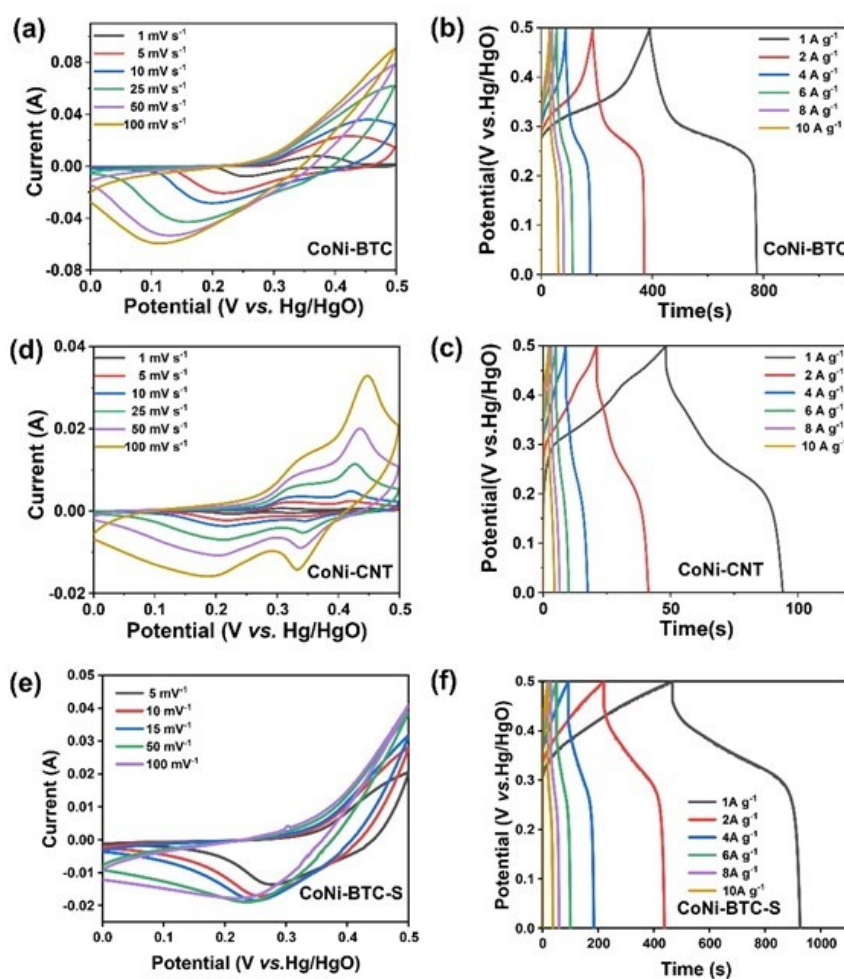 (a)
1 mV s⁻¹
5 mV s⁻¹
10 mV s⁻¹
25 mV s⁻¹
50 mV s⁻¹
100 mV s⁻¹
0.08
0.04
0.00
-0.04
-0.08
Current (A)
CoNi-BTC
0.0 0.1 0.2 0.3 0.4 0.5
Potential (V vs. Hg/HgO)
(b)
1 A g⁻¹
2 A g⁻¹
4 A g⁻¹
6 A g⁻¹
8 A g⁻¹
10 A g⁻¹
0.5
0.4
0.3
0.2
0.1
0.0
Potential(V vs.Hg/HgO)
CoNi-BTC
0 400 800
Time(s)
(d)
1 mV s⁻¹
5 mV s⁻¹
10 mV s⁻¹
25 mV s⁻¹
50 mV s⁻¹
100 mV s⁻¹
0.04
0.02
0.00
-0.02
Current (A)
CoNi-CNT
0.0 0.1 0.2 0.3 0.4 0.5
Potential (V vs. Hg/HgO)
(c)
1 A g⁻¹
2 A g⁻¹
4 A g⁻¹
6 A g⁻¹
8 A g⁻¹
10 A g⁻¹
0.5
0.4
0.3
0.2
0.1
0.0
Potential(V vs.Hg/HgO)
CoNi-CNT
0 50 100
Time(s)
(e)
5 mV⁻¹
10 mV⁻¹
15 mV⁻¹
50 mV⁻¹
100 mV⁻¹
0.05
0.04
0.03
0.02
0.01
0.00
-0.01
-0.02
Current (A)
CoNi-BTC-S
0.0 0.1 0.2 0.3 0.4 0.5
Potential (V vs.Hg/HgO)
(f)
1A g⁻¹
2A g⁻¹
4A g⁻¹
6A g⁻¹
8A g⁻¹
10A g⁻¹
0.5
0.4
0.3
0.2
0.1
0.0
Potential (V vs.Hg/HgO)
CoNi-BTC-S
0 200 400 600 800 100
Time (s)